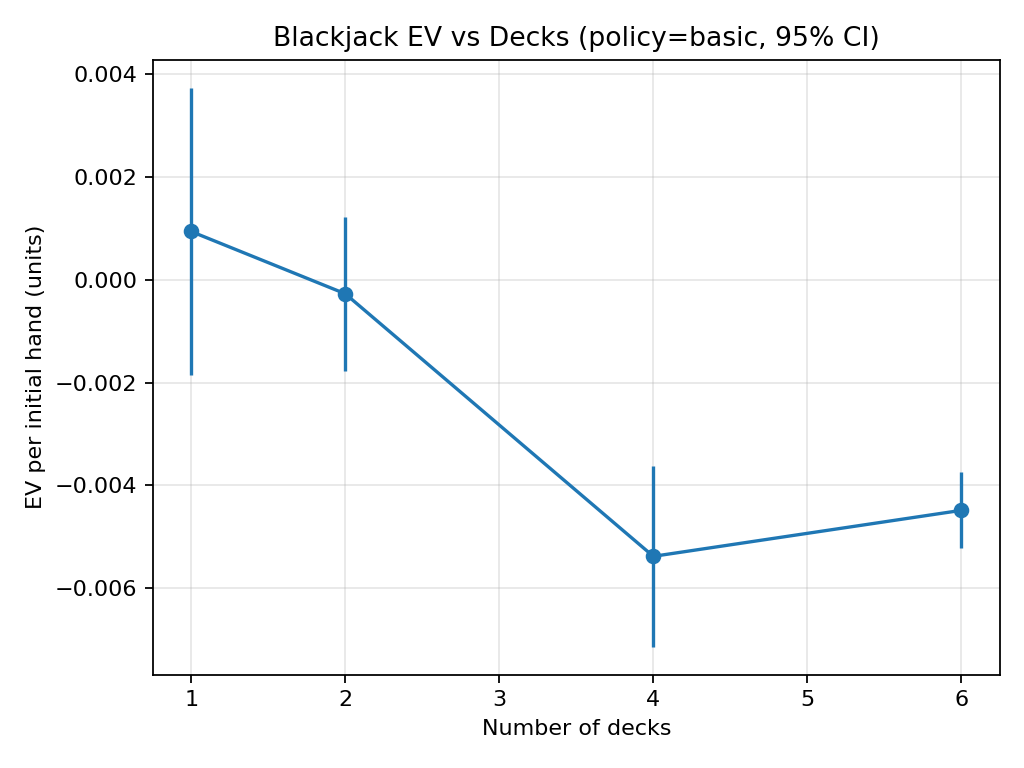 Blackjack EV vs Decks (policy=basic, 95% CI)
EV per initial hand (units)
0.004
0.002
0.000
−0.002
−0.004
−0.006
1 2 3 4 5 6
Number of decks